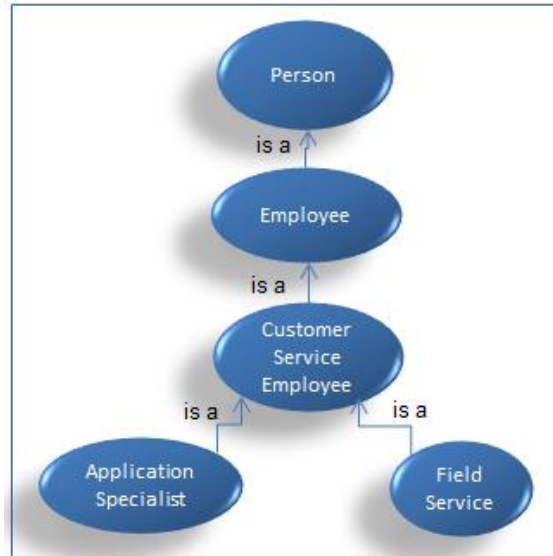 Person
is a
Employee
is a
Customer
Service
Employee
is a
is a
Application
Specialist
Field
Service